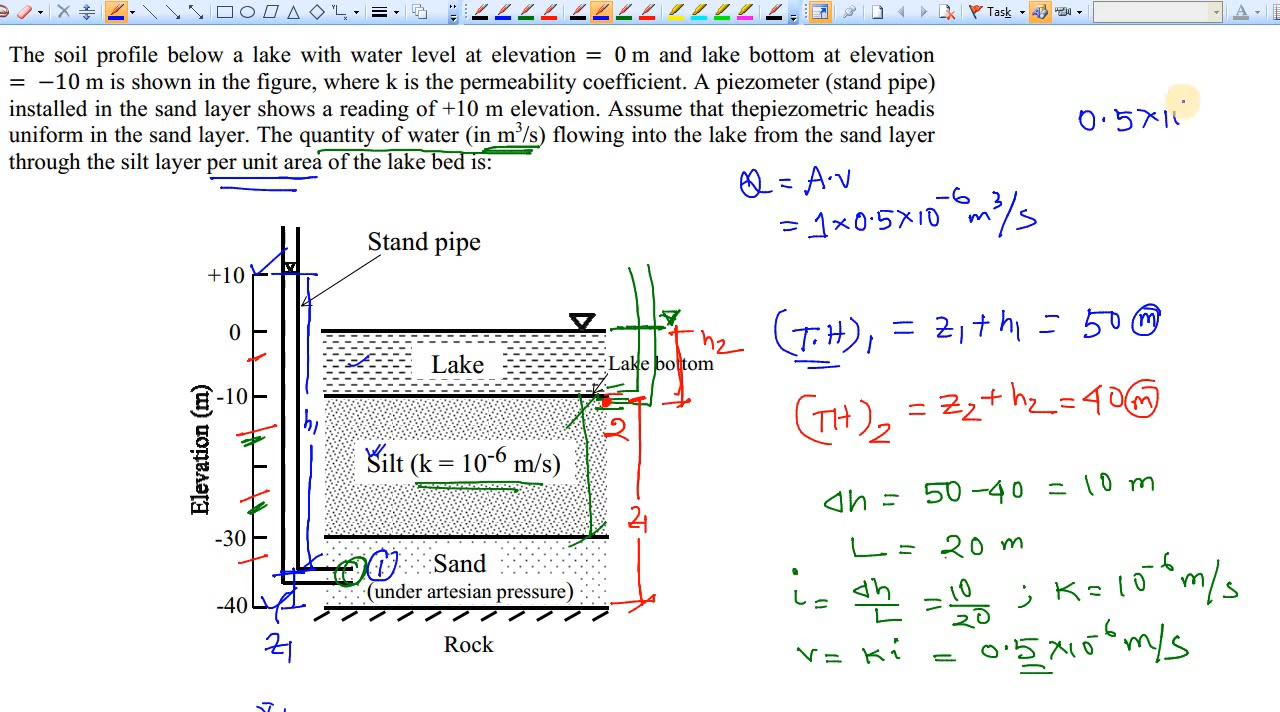 Task
A
The soil profile below a lake with water level at elevation = 0 m and lake bottom at elevation
= −10 m is shown in the figure, where k is the permeability coefficient. A piezometer (stand pipe)
installed in the sand layer shows a reading of +10 m elevation. Assume that thepiezometric headis
uniform in the sand layer. The quantity of water (in m³/s) flowing into the lake from the sand layer
through the silt layer per unit area of the lake bed is:
0.5×1
Q = A.V
= 1×0.5×10⁻⁶ m³/s
Stand pipe
+10
0
-10
-30
-40
Elevation (m)
h₁
Z₁
Lake
Lake bottom
h₂
2
Silt (k = 10⁻⁶ m/s)
Z
1
Sand
(under artesian pressure)
Rock
(T.H)₁ = z₁ + h₁ = 50 m
(TH)₂ = z₂ + h₂ = 40 m
Δh = 50 - 40 = 10 m
L = 20 m
i = Δh/L = 10/20 ; K = 10⁻⁶ m/s
v = Ki = 0.5×10⁻⁶ m/s